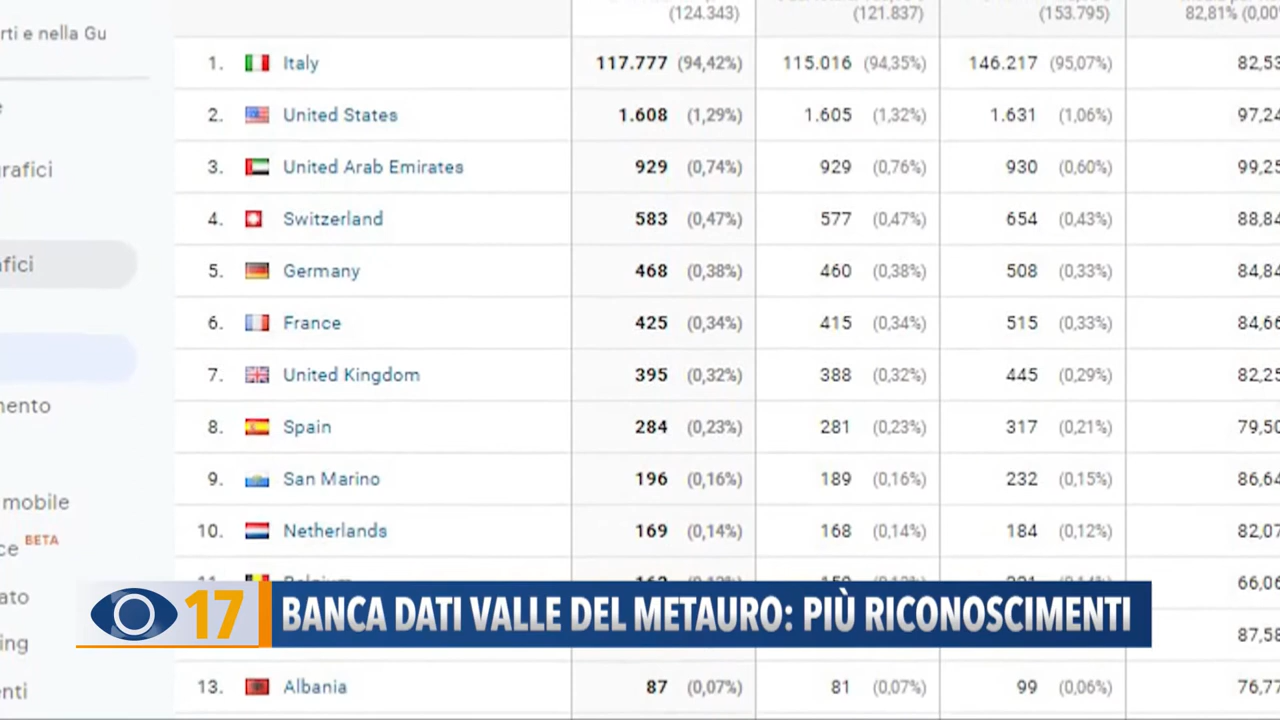 (124.343) (121.837) (153.795) 82,81% (0,00
rti e nella Gu
1. Italy 117.777 (94,42%) 115.016 (94,35%) 146.217 (95,07%) 82,53
2. United States 1.608 (1,29%) 1.605 (1,32%) 1.631 (1,06%) 97,24
3. United Arab Emirates 929 (0,74%) 929 (0,76%) 930 (0,60%) 99,25
rafici
4. Switzerland 583 (0,47%) 577 (0,47%) 654 (0,43%) 88,84
afici
5. Germany 468 (0,38%) 460 (0,38%) 508 (0,33%) 84,84
6. France 425 (0,34%) 415 (0,34%) 515 (0,33%) 84,66
7. United Kingdom 395 (0,32%) 388 (0,32%) 445 (0,29%) 82,25
mento
8. Spain 284 (0,23%) 281 (0,23%) 317 (0,21%) 79,50
9. San Marino 196 (0,16%) 189 (0,16%) 232 (0,15%) 86,64
mobile
10. Netherlands 169 (0,14%) 168 (0,14%) 184 (0,12%) 82,07
ce BETA
66,06
ato
17 BANCA DATI VALLE DEL METAURO: PIÙ RICONOSCIMENTI
ing
87,58
13. Albania 87 (0,07%) 81 (0,07%) 99 (0,06%) 76,77
enti